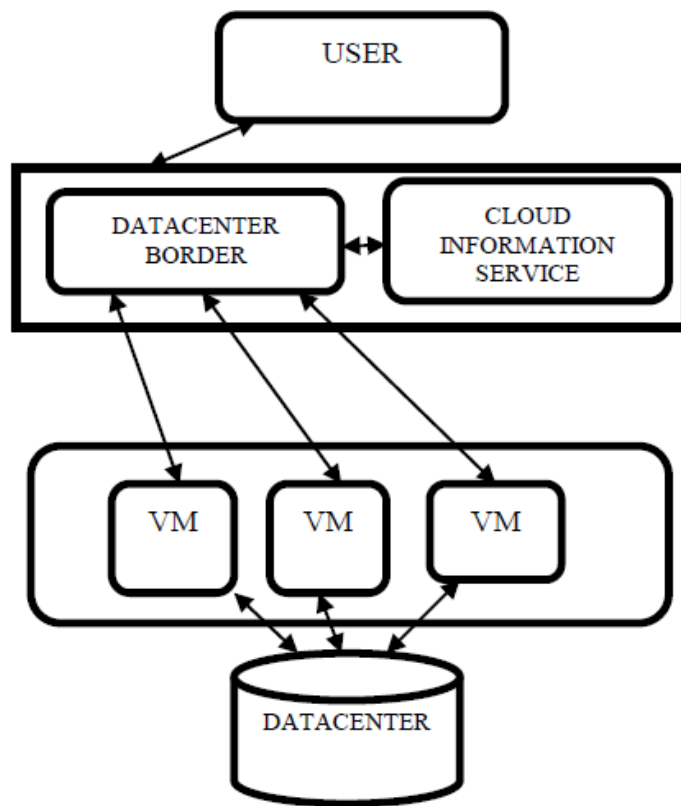 USER
DATACENTER
BORDER
CLOUD
INFORMATION
SERVICE
VM
VM
VM
DATACENTER